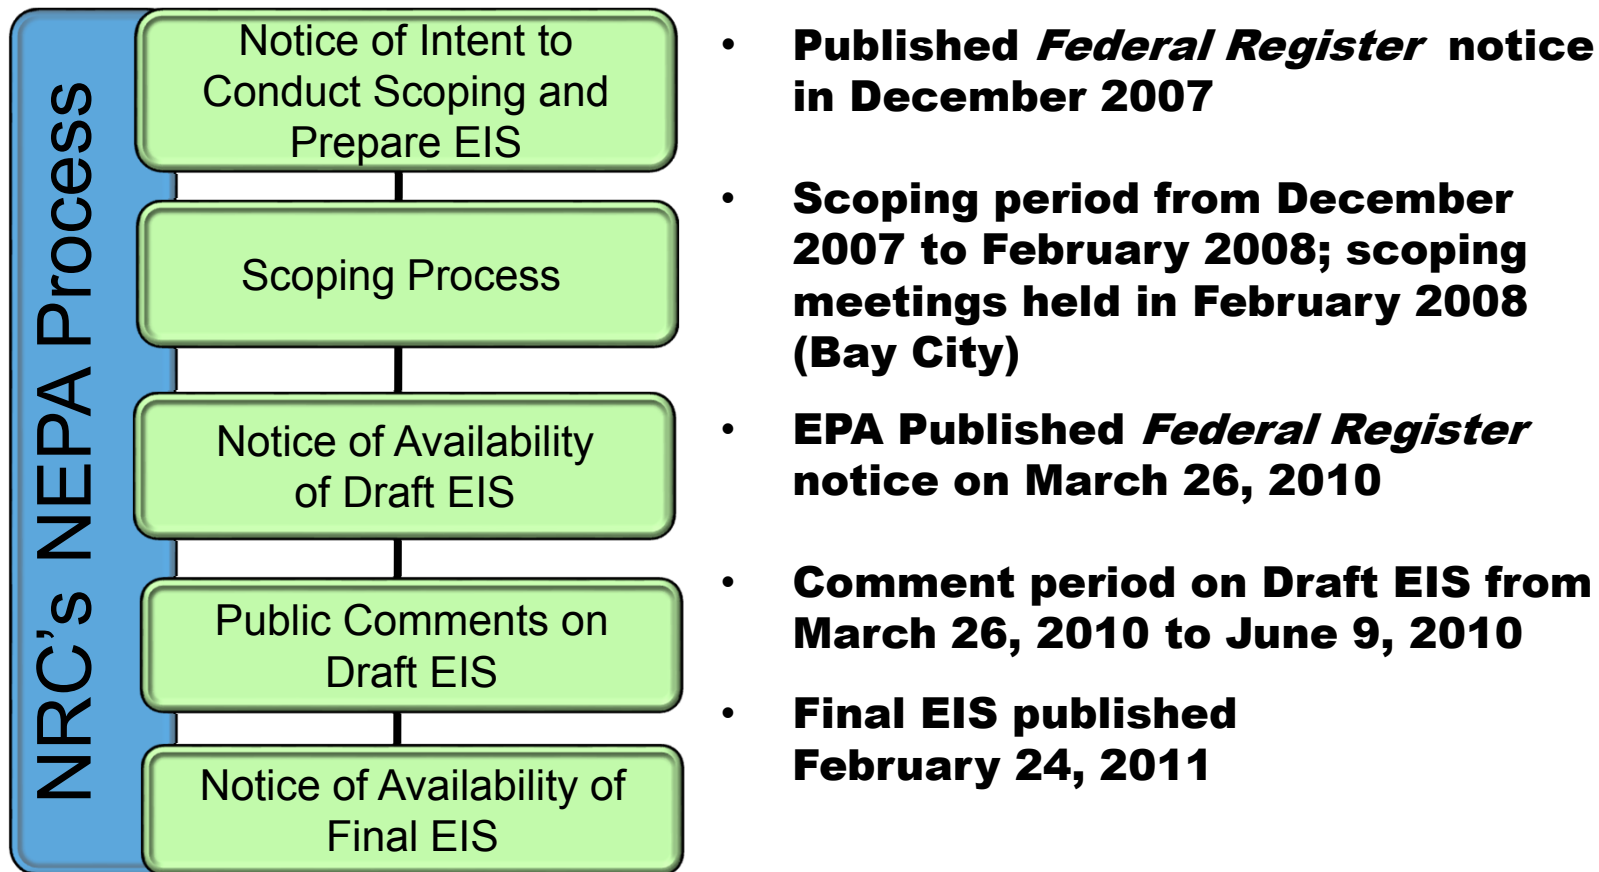 NRC's NEPA Process
Notice of Intent to
Conduct Scoping and
Prepare EIS
• Published Federal Register notice
in December 2007
Scoping Process
• Scoping period from December
2007 to February 2008; scoping
meetings held in February 2008
(Bay City)
Notice of Availability
of Draft EIS
• EPA Published Federal Register
notice on March 26, 2010
Public Comments on
Draft EIS
• Comment period on Draft EIS from
March 26, 2010 to June 9, 2010
Notice of Availability of
Final EIS
• Final EIS published
February 24, 2011